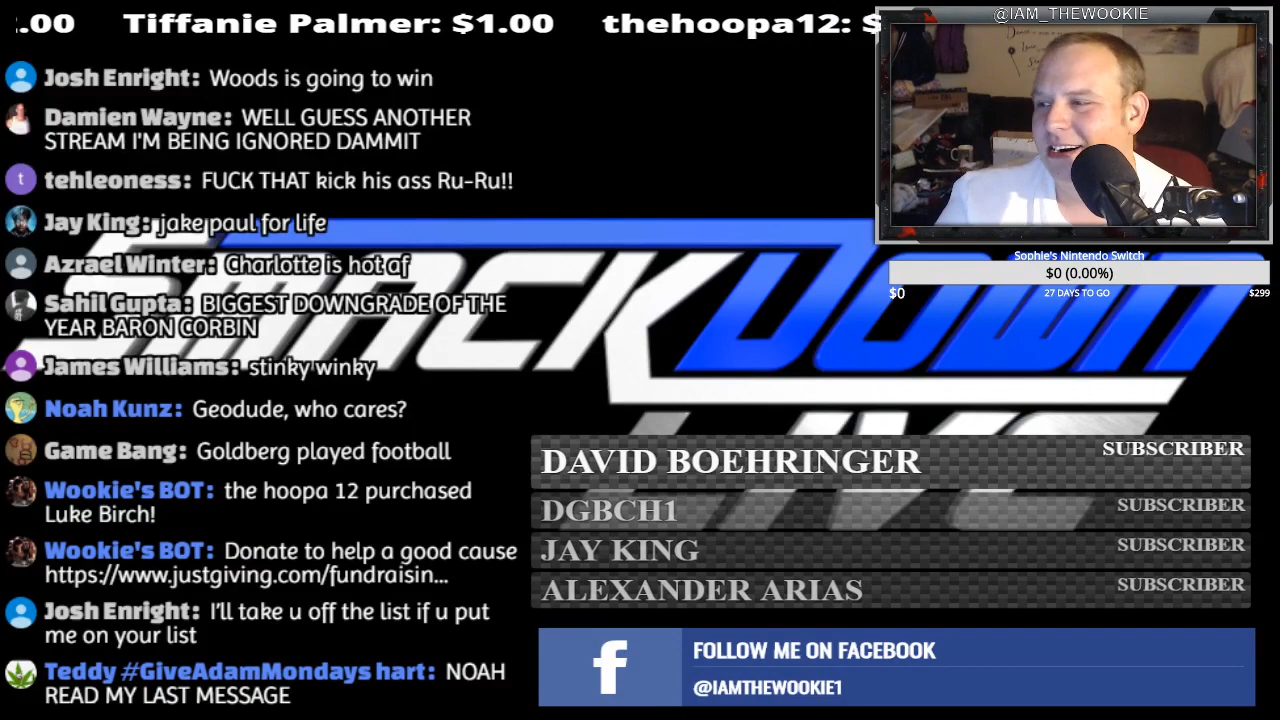 .00 Tiffanie Palmer: $1.00 thehoopa12: $
@IAM_THEWOOKIE
Josh Enright: Woods is going to win
Damien Wayne: WELL GUESS ANOTHER
STREAM I'M BEING IGNORED DAMMIT
t
tehleoness: FUCK THAT kick his ass Ru-Ru!!
Jay King: jake paul for life
Azrael Winter: Charlotte is hot af
Sahil Gupta: BIGGEST DOWNGRADE OF THE
YEAR BARON CORBIN
James Williams: stinky winky
Noah Kunz: Geodude, who cares?
Game Bang: Goldberg played football
Wookie's BOT: the hoopa 12 purchased
Luke Birch!
Wookie's BOT: Donate to help a good cause
https://www.justgiving.com/fundraisin...
Josh Enright: I'll take u off the list if u put
me on your list
Teddy #GiveAdamMondays hart: NOAH
READ MY LAST MESSAGE
Sophie's Nintendo Switch
$0 (0.00%)
$0 27 DAYS TO GO $299
SMACKDOWN
LIVE
DAVID BOEHRINGER SUBSCRIBER
DGBCH1 SUBSCRIBER
JAY KING SUBSCRIBER
ALEXANDER ARIAS SUBSCRIBER
f
FOLLOW ME ON FACEBOOK
@IAMTHEWOOKIE1